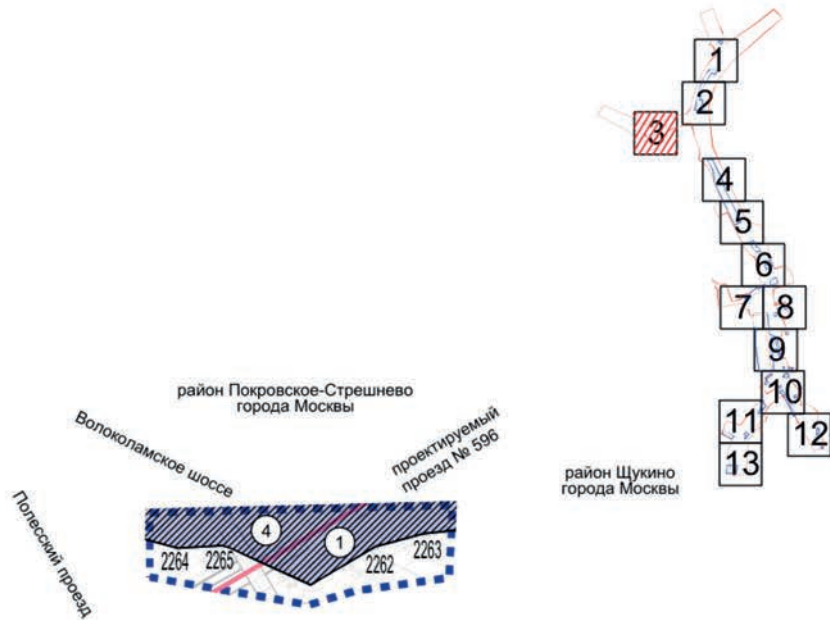 1
2
3
4
5
6
7
8
9
10
11
12
13
район Покровское-Стрешнево
города Москвы
Волоколамское шоссе
проектируемый
проезд № 596
район Щукино
города Москвы
Полесский проезд
4
1
2264
2265
2262
2263